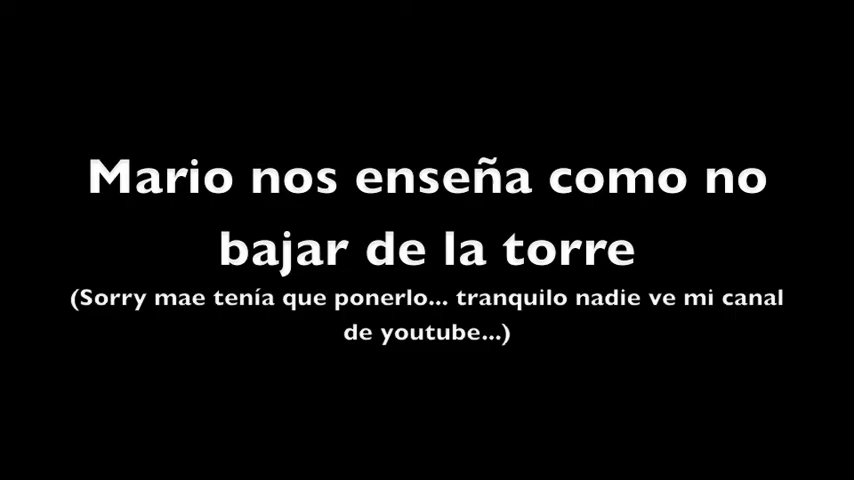 Mario nos enseña como no
bajar de la torre
(Sorry mae tenía que ponerlo... tranquilo nadie ve mi canal
de youtube...)